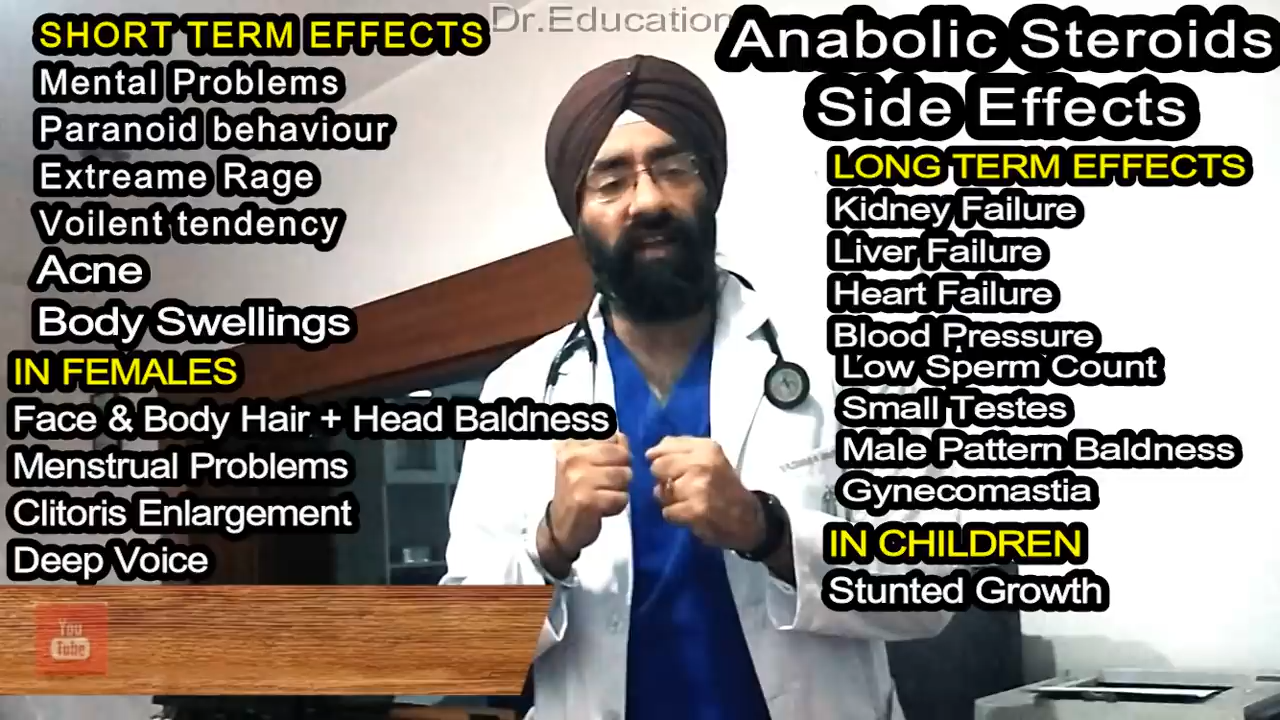 Dr.Education
SHORT TERM EFFECTS
Mental Problems
Paranoid behaviour
Extreame Rage
Voilent tendency
Acne
Body Swellings
IN FEMALES
Face & Body Hair + Head Baldness
Menstrual Problems
Clitoris Enlargement
Deep Voice
You
Tube
Anabolic Steroids
Side Effects
LONG TERM EFFECTS
Kidney Failure
Liver Failure
Heart Failure
Blood Pressure
Low Sperm Count
Small Testes
Male Pattern Baldness
Gynecomastia
IN CHILDREN
Stunted Growth